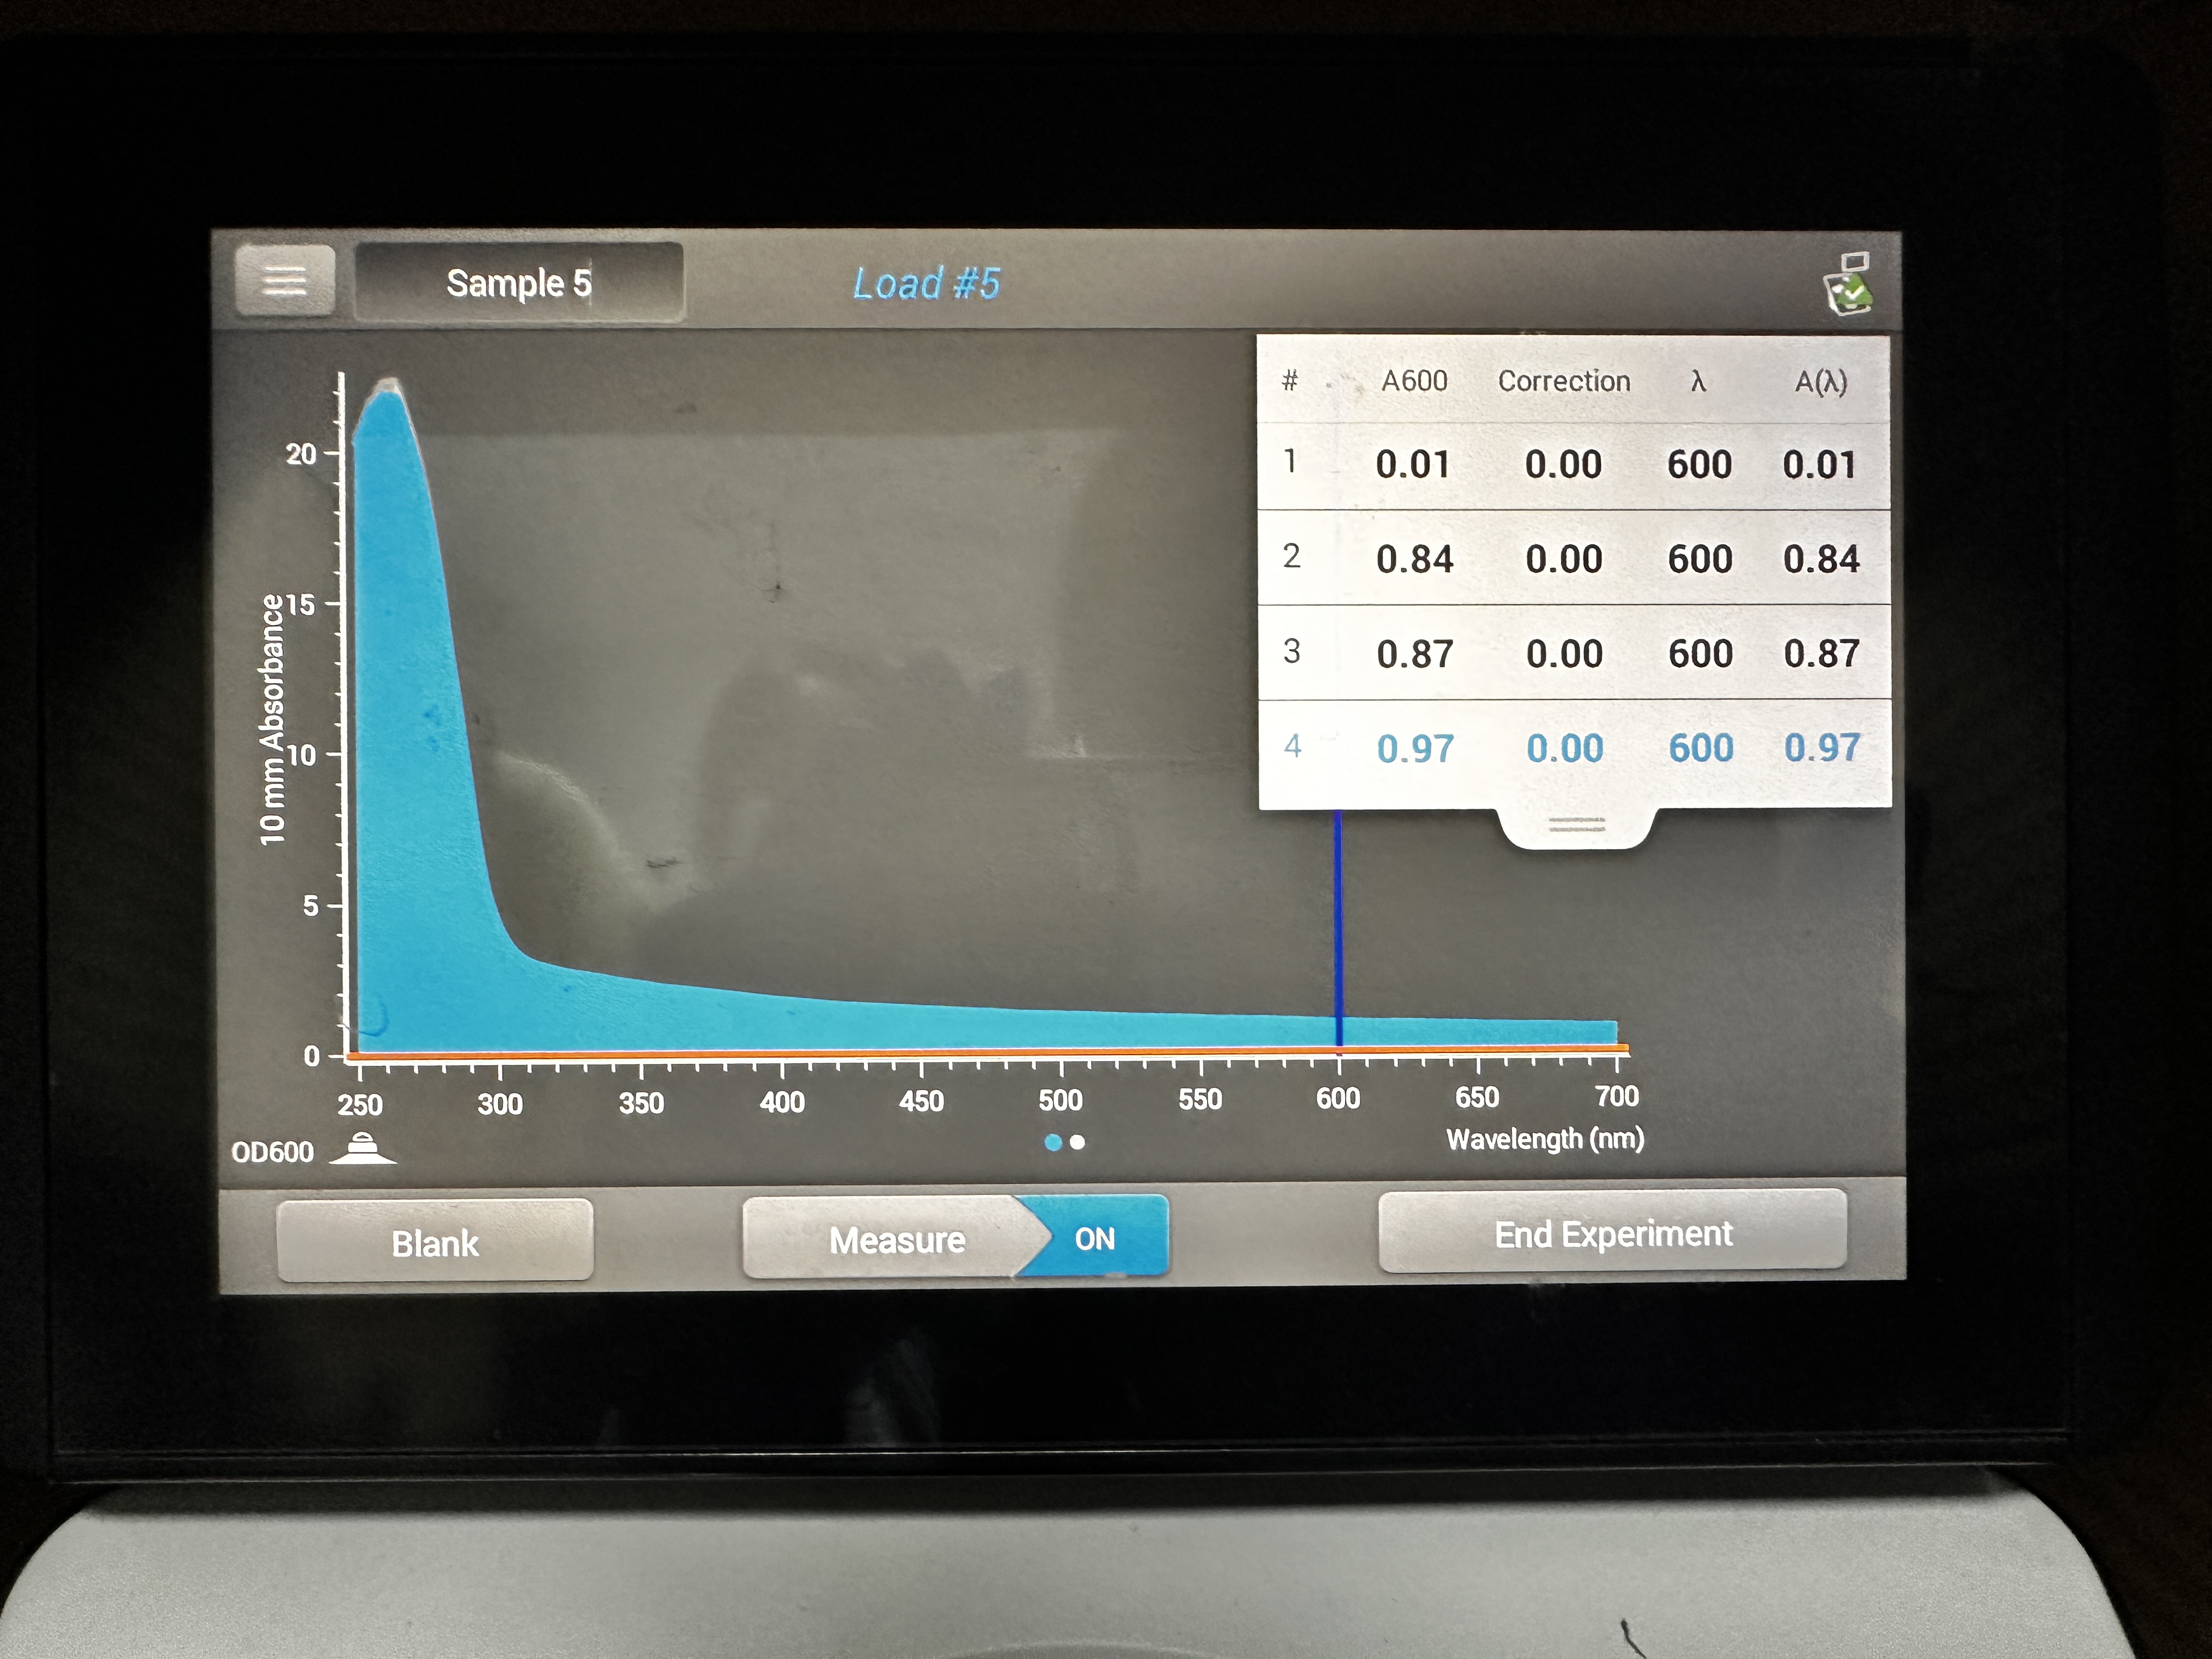 Sample 5
Load #5
# A600 Correction λ A(λ)
1 0.01 0.00 600 0.01
2 0.84 0.00 600 0.84
3 0.87 0.00 600 0.87
4 0.97 0.00 600 0.97
10 mm Absorbance
20
15
10
5
0
250 300 350 400 450 500 550 600 650 700
Wavelength (nm)
OD600
Blank
Measure ON
End Experiment